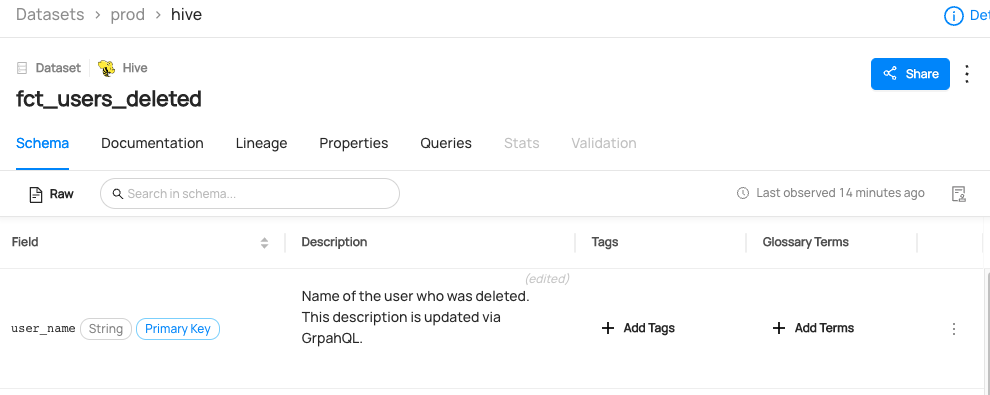 Datasets > prod > hive
Det
Dataset Hive
Share
fct_users_deleted
Schema Documentation Lineage Properties Queries Stats Validation
Raw Search in schema... Last observed 14 minutes ago
Field Description Tags Glossary Terms
(edited)
Name of the user who was deleted.
This description is updated via
GrpahQL.
user_name String Primary Key
+ Add Tags + Add Terms